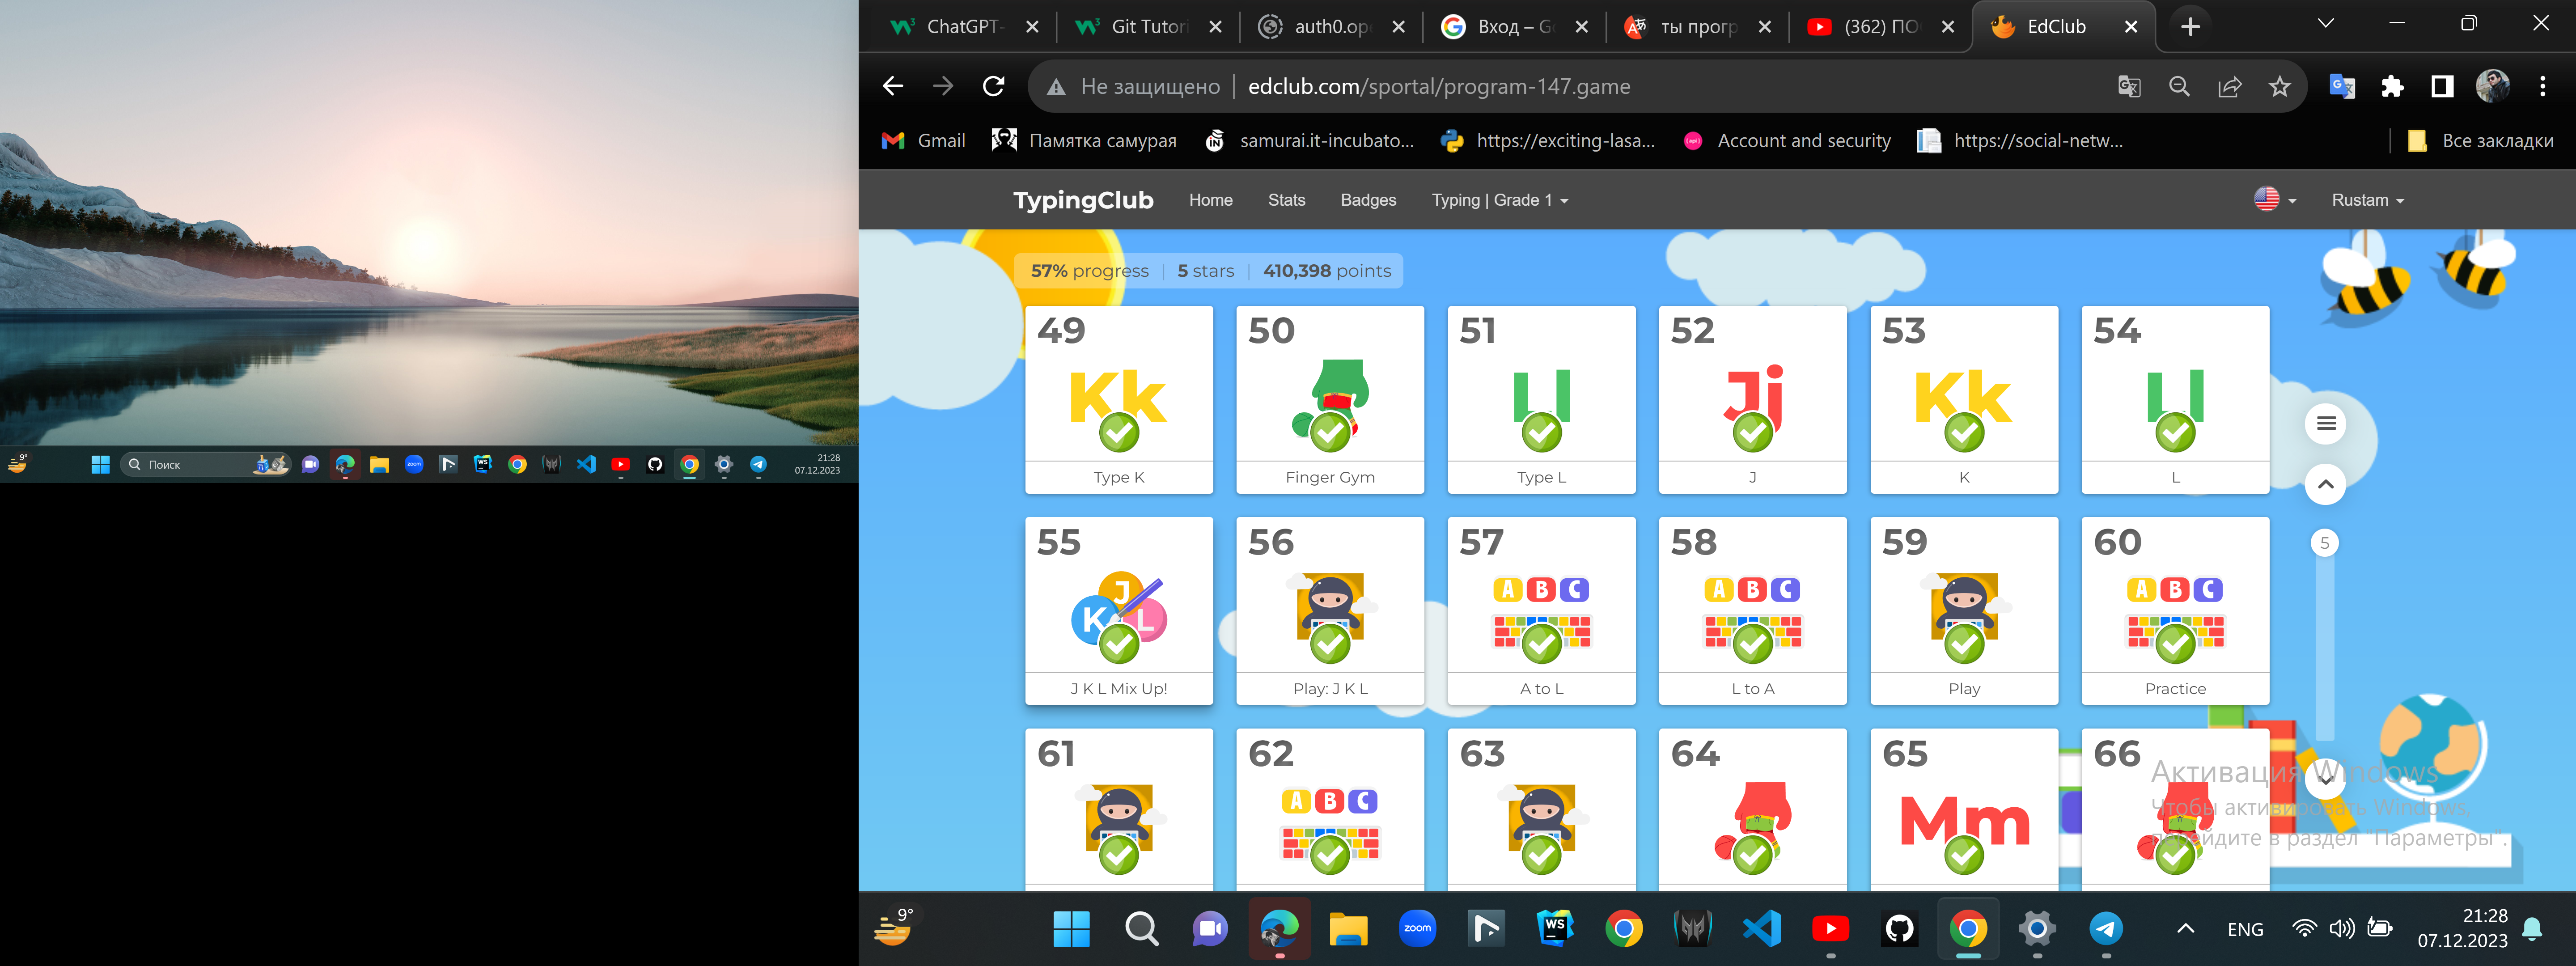 9°
Поиск
21:28
07.12.2023
ChatGPT-
Git Tutori
auth0.ope
Вход – Go
ты прогр
(362) ПО
EdClub
Не защищено
edclub.com/sportal/program-147.game
Gmail
Памятка самурая
samurai.it-incubato...
https://exciting-lasa...
Account and security
https://social-netw...
Все закладки
TypingClub
Home
Stats
Badges
Typing | Grade 1
Rustam
57% progress
5 stars
410,398 points
49
Kk
Type K
50
Finger Gym
51
Ll
Type L
52
Jj
J
53
Kk
K
54
Ll
L
5
55
J
K
L
J K L Mix Up!
56
Play: J K L
57
A B C
A to L
58
A B C
L to A
59
Play
60
A B C
Practice
61
62
A B C
63
64
65
Mm
66
Активация Windows
Чтобы активировать Windows,
перейдите в раздел "Параметры".
9°
zoom
WS
ENG
21:28
07.12.2023